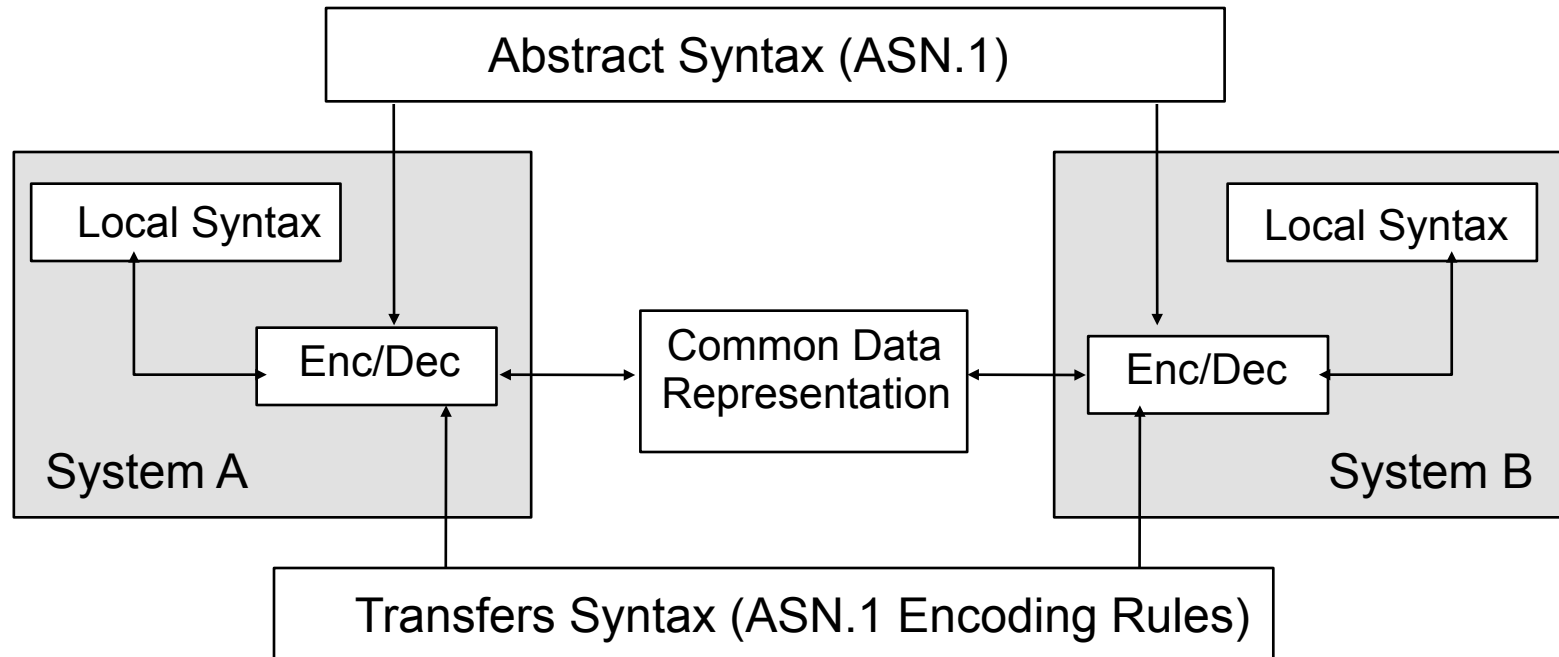 Abstract Syntax (ASN.1)
Local Syntax
Local Syntax
Enc/Dec
Common Data
Representation
Enc/Dec
System A
System B
Transfers Syntax (ASN.1 Encoding Rules)